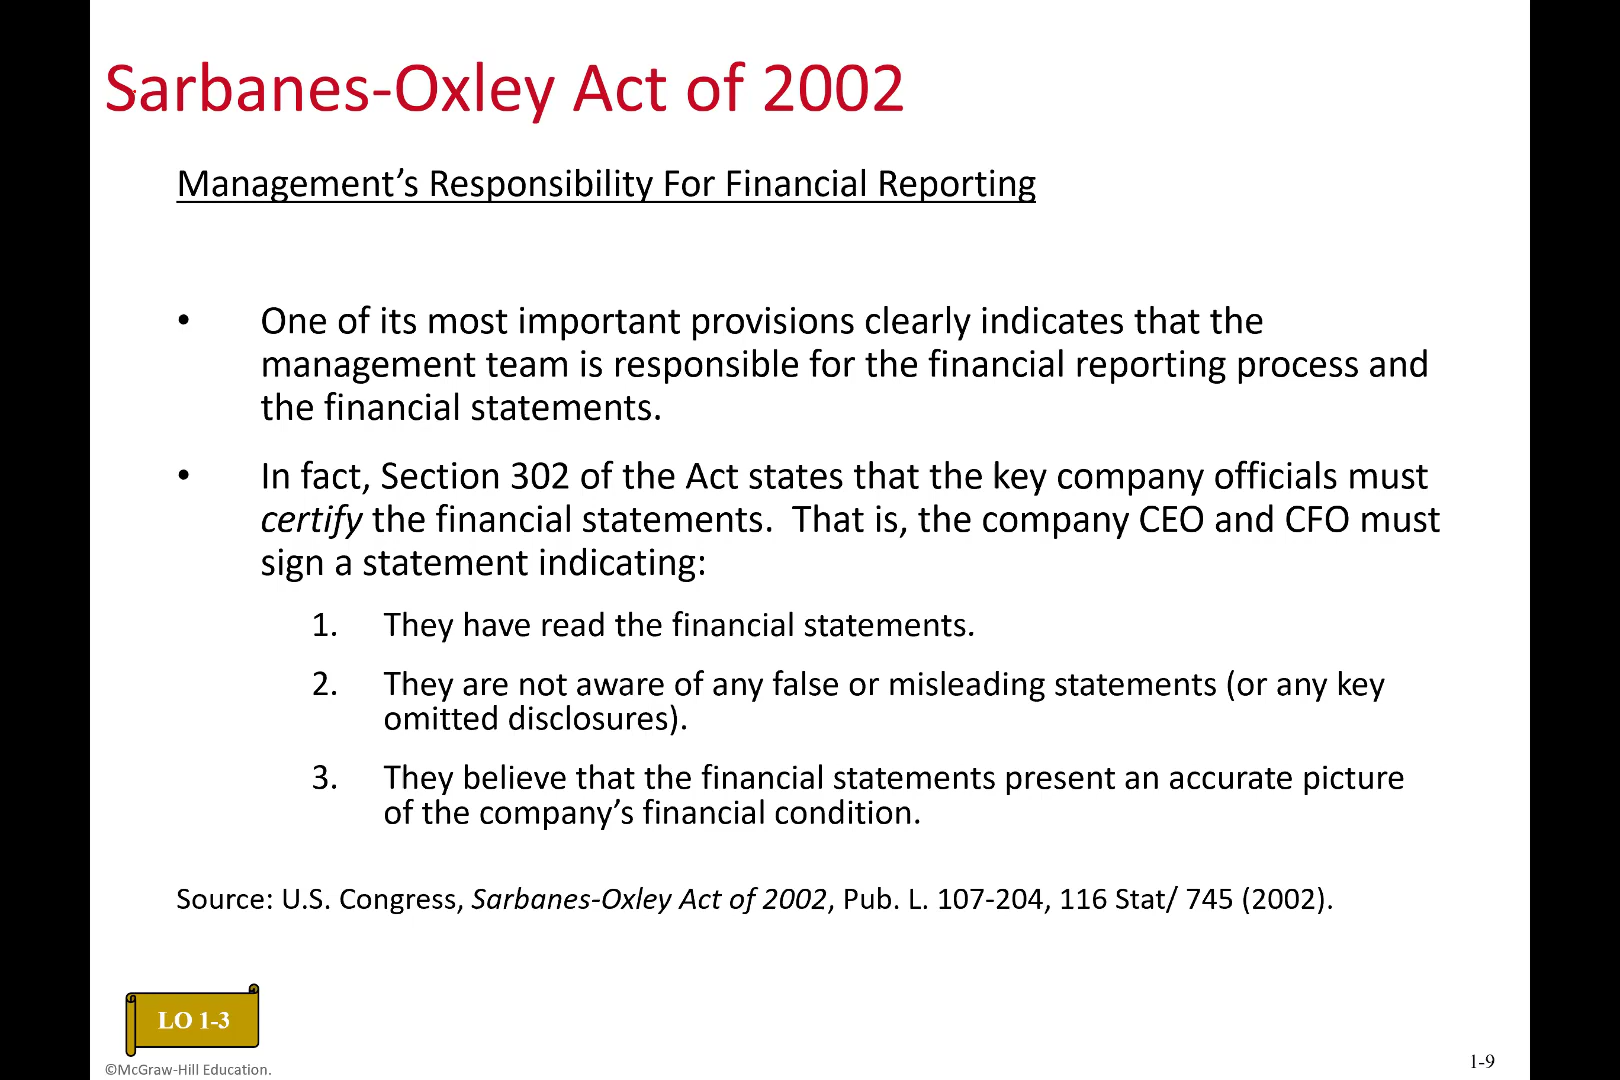 Sarbanes-Oxley Act of 2002
Management’s Responsibility For Financial Reporting
• One of its most important provisions clearly indicates that the
management team is responsible for the financial reporting process and
the financial statements.
• In fact, Section 302 of the Act states that the key company officials must
certify the financial statements.  That is, the company CEO and CFO must
sign a statement indicating:
1. They have read the financial statements.
2. They are not aware of any false or misleading statements (or any key
omitted disclosures).
3. They believe that the financial statements present an accurate picture
of the company’s financial condition.
Source: U.S. Congress, Sarbanes-Oxley Act of 2002, Pub. L. 107-204, 116 Stat/ 745 (2002).
LO 1-3
©McGraw-Hill Education.
1-9